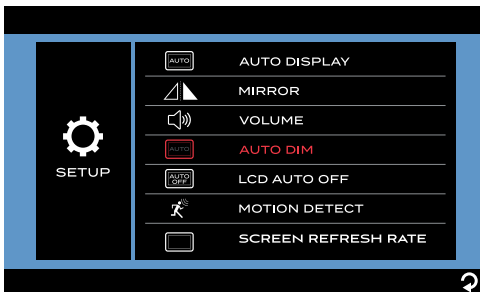 AUTO AUTO DISPLAY
MIRROR
VOLUME
AUTO AUTO DIM
SETUP
AUTO OFF LCD AUTO OFF
MOTION DETECT
SCREEN REFRESH RATE